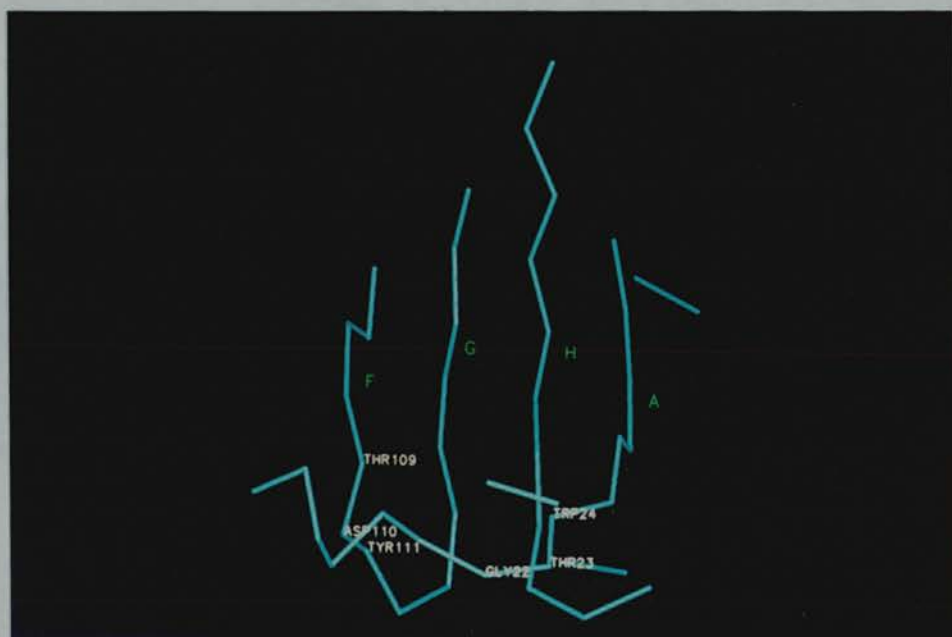 G
H
F
A
THR109
TRP24
ASP110
TYR111
GLY22
THR23